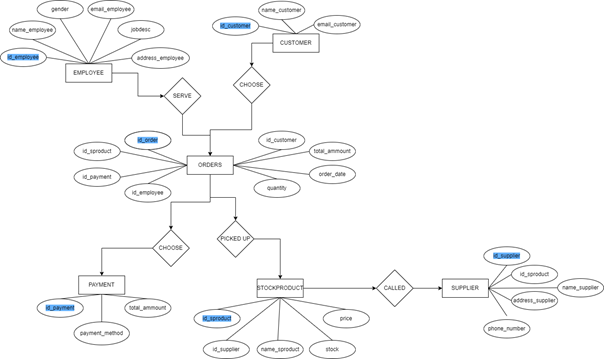 gender
email_employee
name_employee
jobdesc
id_employee
address_employee
EMPLOYEE
name_customer
id_customer
email_customer
CUSTOMER
SERVE
CHOOSE
id_order
id_customer
id_sproduct
total_ammount
ORDERS
id_payment
order_date
id_employee
quantity
CHOOSE
PICKED UP
PAYMENT
id_payment
total_ammount
payment_method
STOCKPRODUCT
id_sproduct
price
id_supplier
name_sproduct
stock
CALLED
SUPPLIER
id_supplier
id_sproduct
name_supplier
address_supplier
phone_number